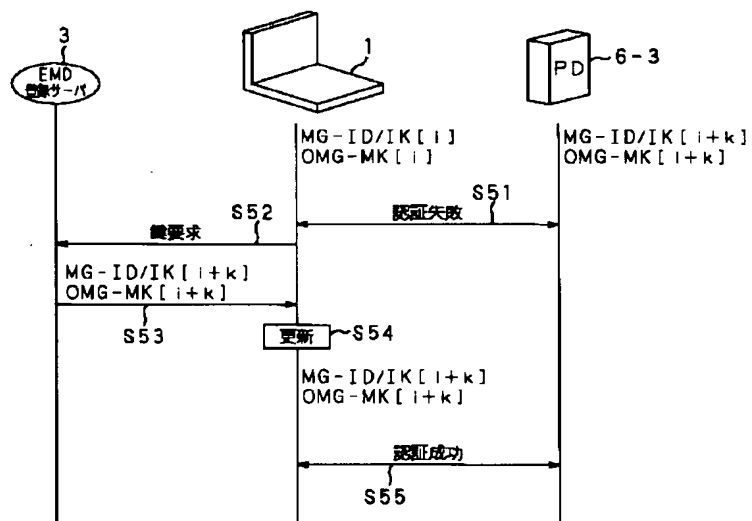 3
EMD
登録サーバ
1
PD
6-3
MG-ID/IK[i]
OMG-MK[i]
MG-ID/IK[i+k]
OMG-MK[i+k]
S51
認証失敗
S52
鍵要求
MG-ID/IK[i+k]
OMG-MK[i+k]
S53
更新
S54
MG-ID/IK[i+k]
OMG-MK[i+k]
認証成功
S55